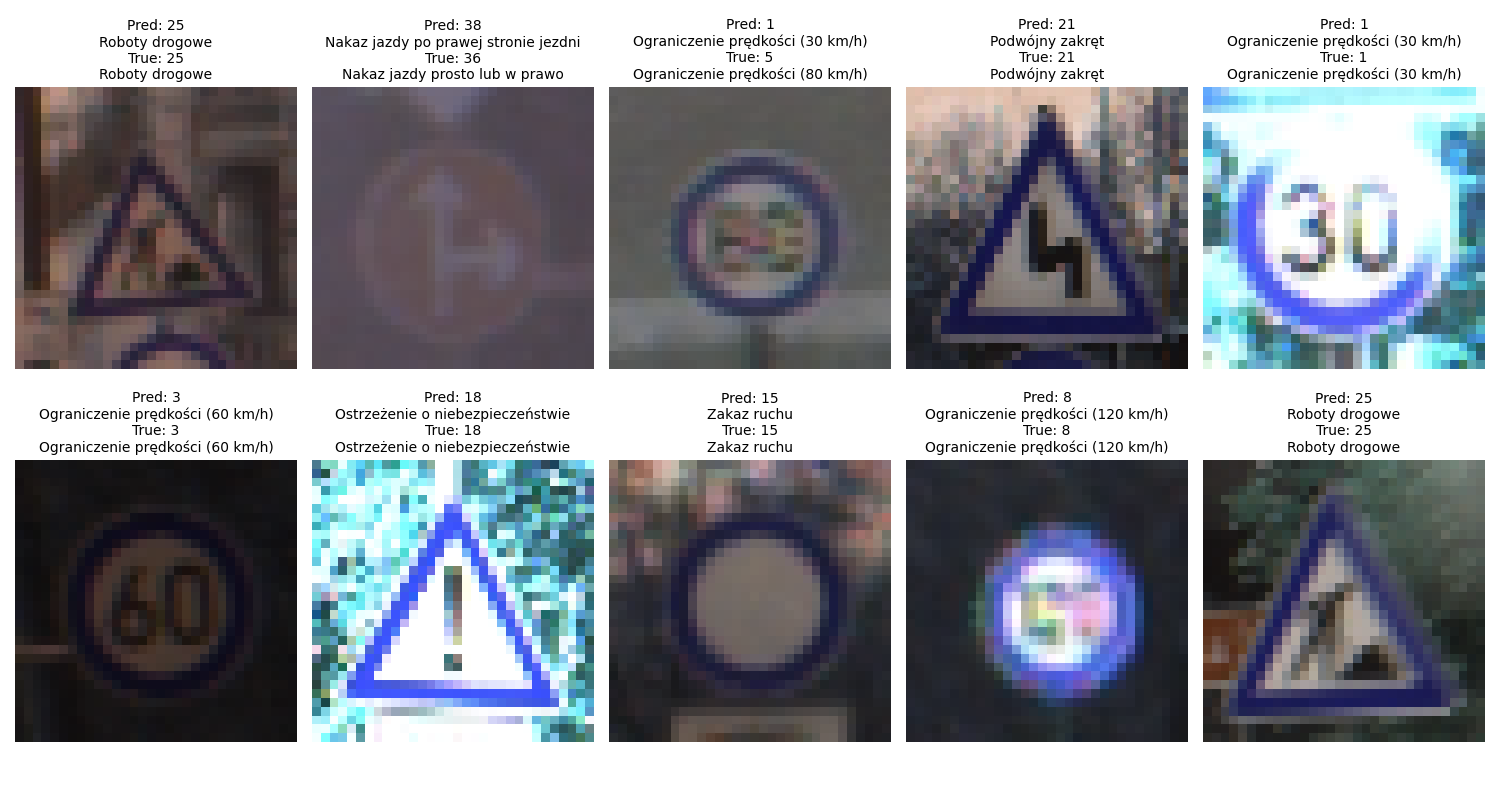 Pred: 25
Roboty drogowe
True: 25
Roboty drogowe
Pred: 38
Nakaz jazdy po prawej stronie jezdni
True: 36
Nakaz jazdy prosto lub w prawo
Pred: 1
Ograniczenie prędkości (30 km/h)
True: 5
Ograniczenie prędkości (80 km/h)
Pred: 21
Podwójny zakręt
True: 21
Podwójny zakręt
Pred: 1
Ograniczenie prędkości (30 km/h)
True: 1
Ograniczenie prędkości (30 km/h)
30
Pred: 3
Ograniczenie prędkości (60 km/h)
True: 3
Ograniczenie prędkości (60 km/h)
60
Pred: 18
Ostrzeżenie o niebezpieczeństwie
True: 18
Ostrzeżenie o niebezpieczeństwie
!
Pred: 15
Zakaz ruchu
True: 15
Zakaz ruchu
Pred: 8
Ograniczenie prędkości (120 km/h)
True: 8
Ograniczenie prędkości (120 km/h)
Pred: 25
Roboty drogowe
True: 25
Roboty drogowe